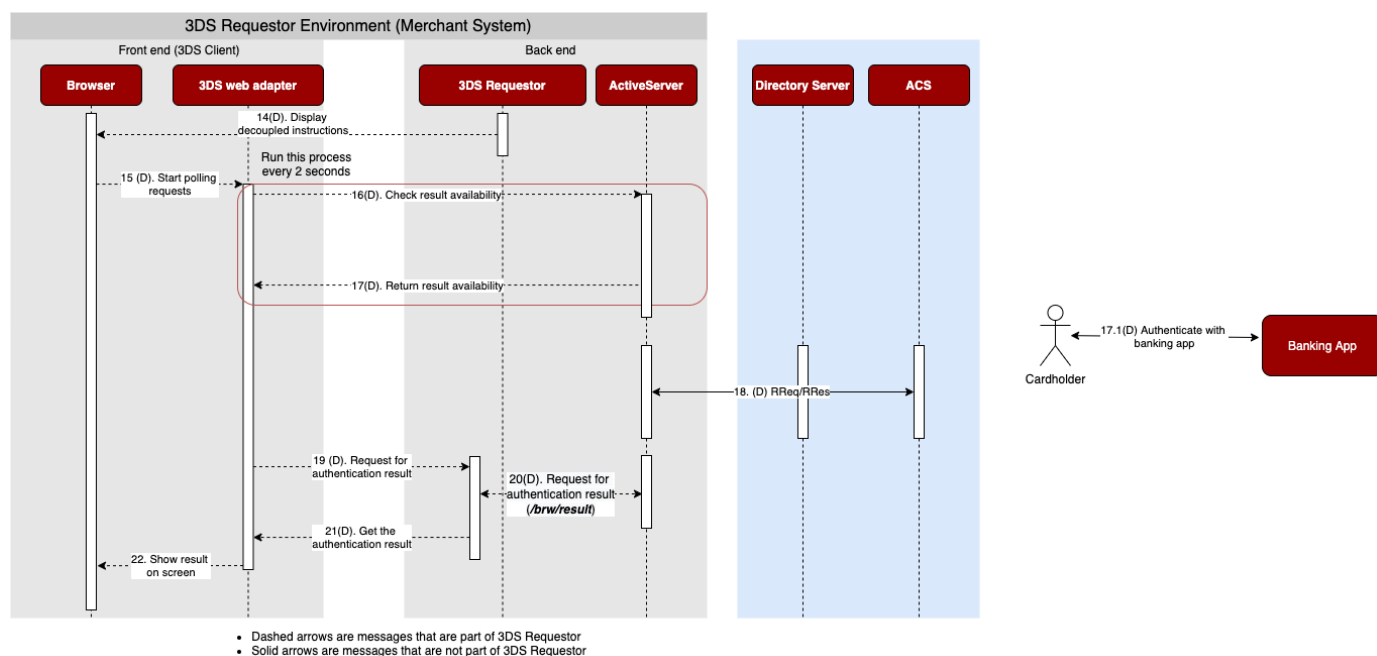 3DS Requestor Environment (Merchant System)
Front end (3DS Client)
Back end
Browser
3DS web adapter
3DS Requestor
ActiveServer
Directory Server
ACS
14(D). Display
decoupled instructions
Run this process
every 2 seconds
15 (D). Start polling
requests
16(D). Check result availability
17(D). Return result availability
17.1(D) Authenticate with
banking app
Banking App
Cardholder
18. (D) RReq/RRes
19 (D). Request for
authentication result
20(D). Request for
authentication result
(/brw/result)
21(D). Get the
authentication result
22. Show result
on screen
• Dashed arrows are messages that are part of 3DS Requestor
• Solid arrows are messages that are not part of 3DS Requestor